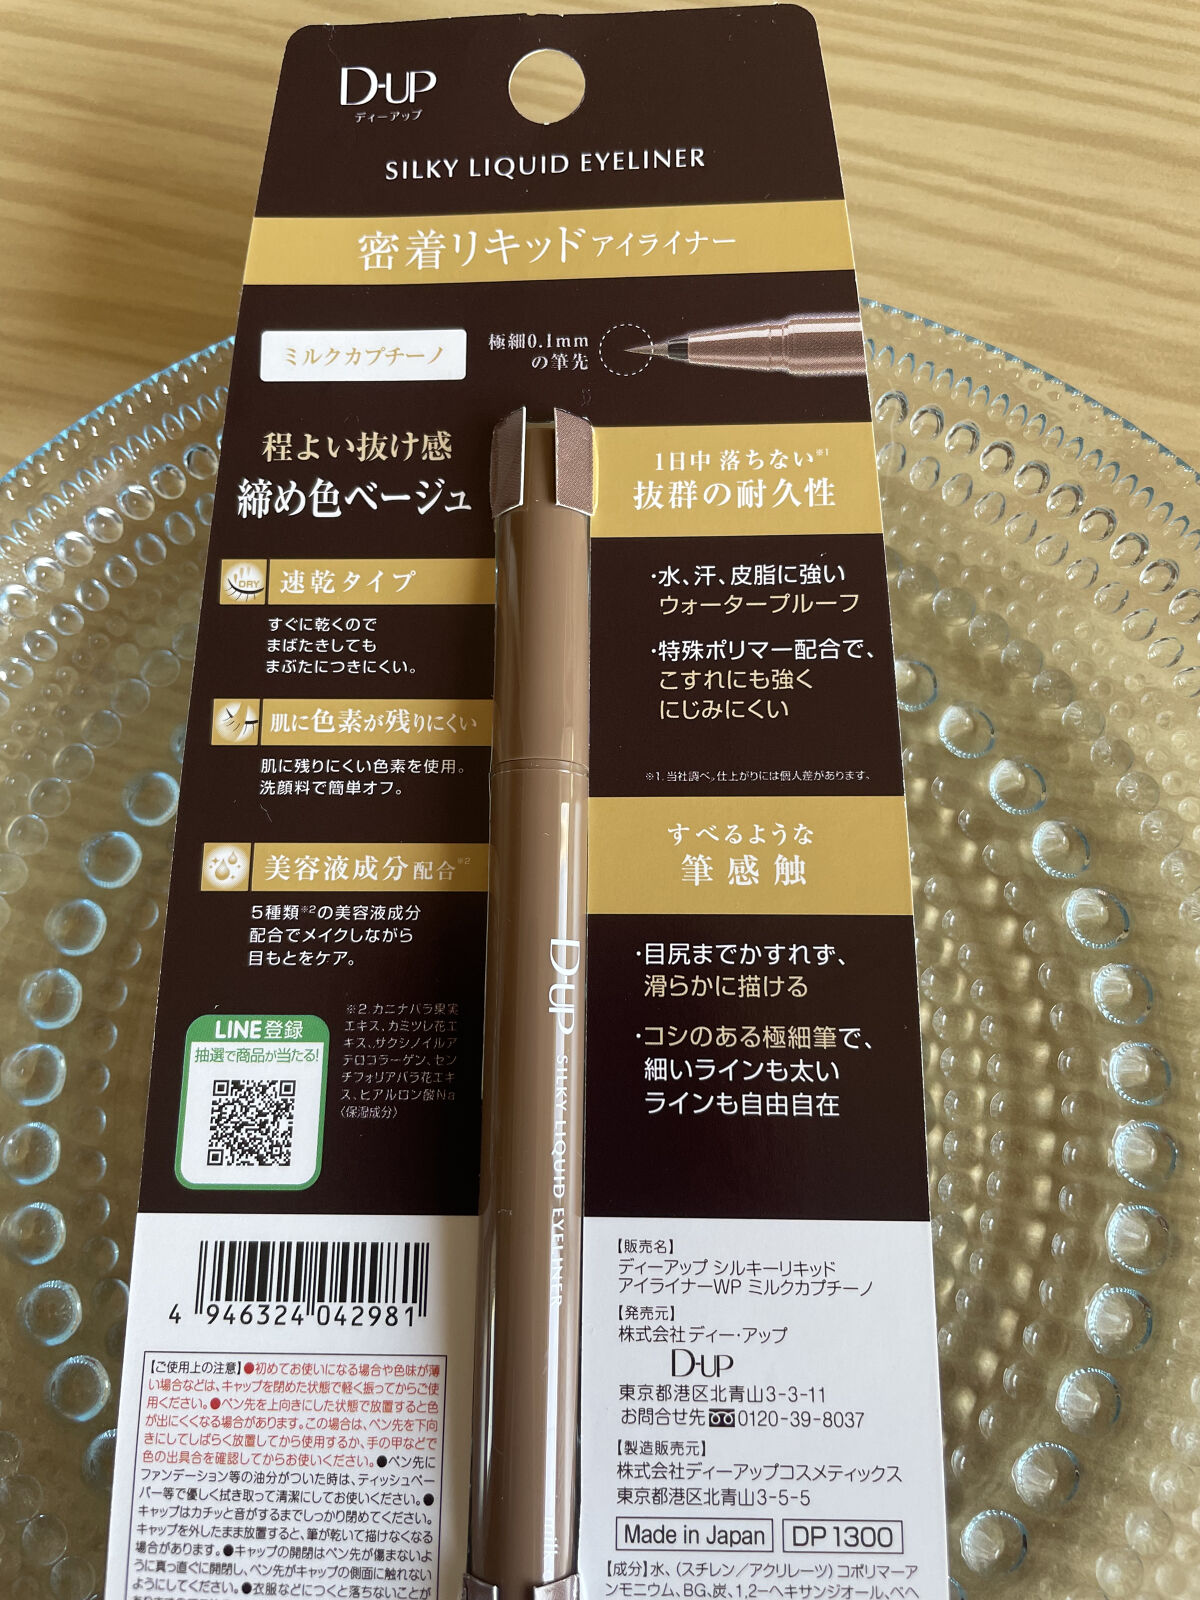 D-UP
ディーアップ
SILKY LIQUID EYELINER
密着リキッドアイライナー
ミルクカプチーノ
極細0.1mm
の筆先
程よい抜け感
締め色ベージュ
DRY
速乾タイプ
すぐに乾くので
まばたきしても
まぶたにつきにくい。
肌に色素が残りにくい
肌に残りにくい色素を使用。
洗顔料で簡単オフ。
美容液成分配合※2
5種類※2の美容液成分
配合でメイクしながら
目もとをケア。
※2.カニナバラ果実
エキス、カミツレ花エ
キス、サクシノイルア
テロコラーゲン、セン
チフォリアバラ花エキ
ス、ヒアルロン酸Na
〈保湿成分〉
LINE登録
抽選で商品が当たる!
1日中 落ちない※1
抜群の耐久性
・水、汗、皮脂に強い
ウォータープルーフ
・特殊ポリマー配合で、
こすれにも強く
にじみにくい
※1.当社調べ。仕上がりには個人差があります。
すべるような
筆感触
・目尻までかすれず、
滑らかに描ける
・コシのある極細筆で、
細いラインも太い
ラインも自由自在
D-UP SILKY LIQUID EYELINER
milk
4 946324 042981
【ご使用上の注意】●初めてお使いになる場合や色味が薄
い場合などは、キャップを閉めた状態で軽く振ってからご使
用ください。●ペン先を上向きにした状態で放置すると色
が出にくくなる場合があります。この場合は、ペン先を下向
きにしてしばらく放置してから使用するか、手の甲などで
色の出具合を確認してからお使いください。●ペン先に
ファンデーション等の油分がついた時は、ティッシュペー
パー等で優しく拭き取って清潔にしてお使いください。●
キャップはカチッと音がするまでしっかり閉めてください。
キャップを外したまま放置すると、筆が乾いて描けなくなる
場合があります。●キャップの開閉はペン先が傷まないよ
うに真っ直ぐに開閉し、ペン先がキャップの側面に触れない
ようにしてください。●衣服などにつくと落ちないことが
【販売名】
ディーアップ シルキーリキッド
アイライナーWP ミルクカプチーノ
【発売元】
株式会社ディー・アップ
D-UP
東京都港区北青山3-3-11
お問合せ先 0120-39-8037
【製造販売元】
株式会社ディーアップコスメティックス
東京都港区北青山3-5-5
Made in Japan DP1300
【成分】水、(スチレン/アクリレーツ)コポリマーア
ンモニウム、BG、炭、1,2-ヘキサンジオール、ベヘ